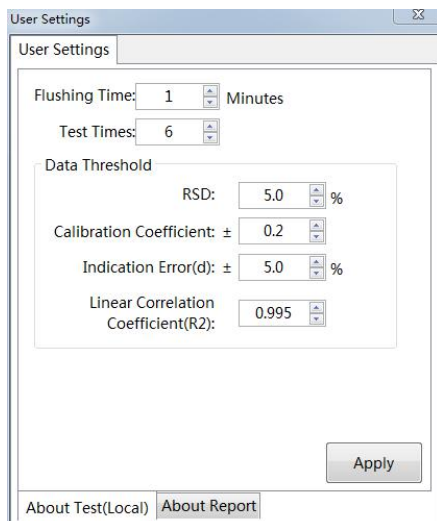 User Settings
User Settings
Flushing Time: 1 Minutes
Test Times: 6
Data Threshold
RSD: 5.0 %
Calibration Coefficient: ± 0.2
Indication Error(d): ± 5.0 %
Linear Correlation
Coefficient(R2): 0.995
Apply
About Test(Local) About Report